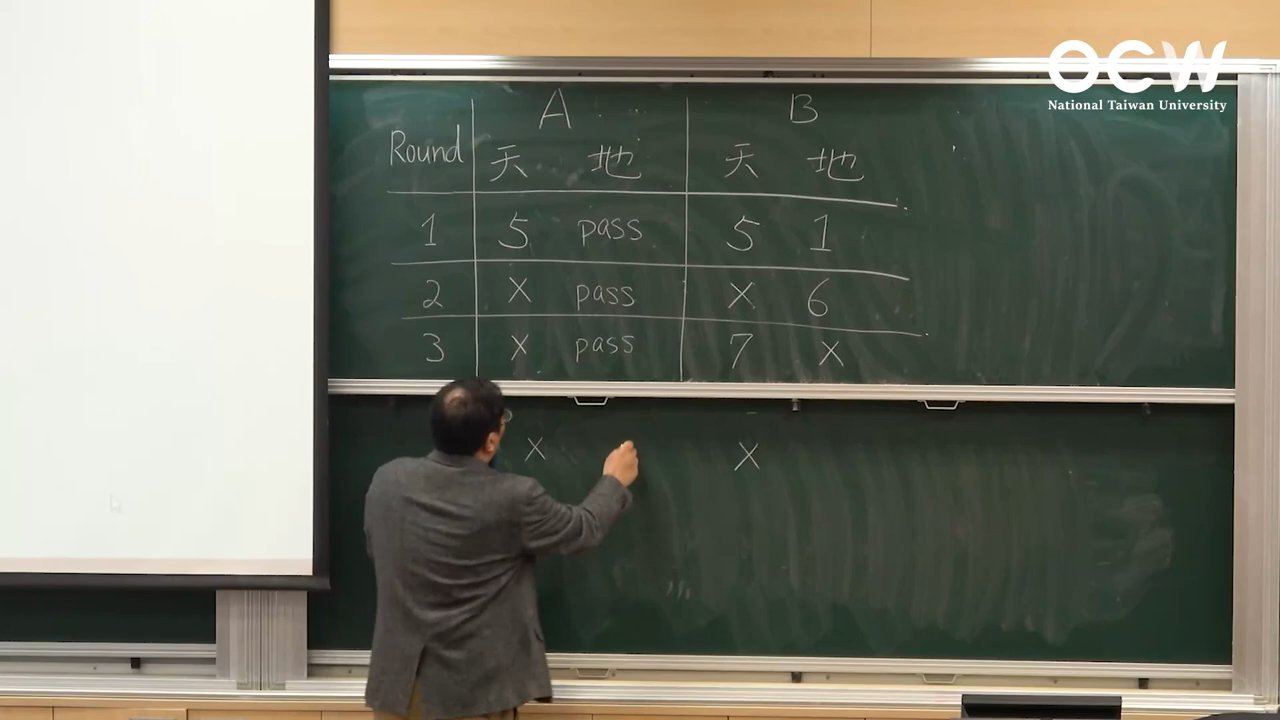 OCW
National Taiwan University
A B
Round 天 地 天 地
1 5 pass 5 1
2 X pass X 6
3 X pass 7 X
X X